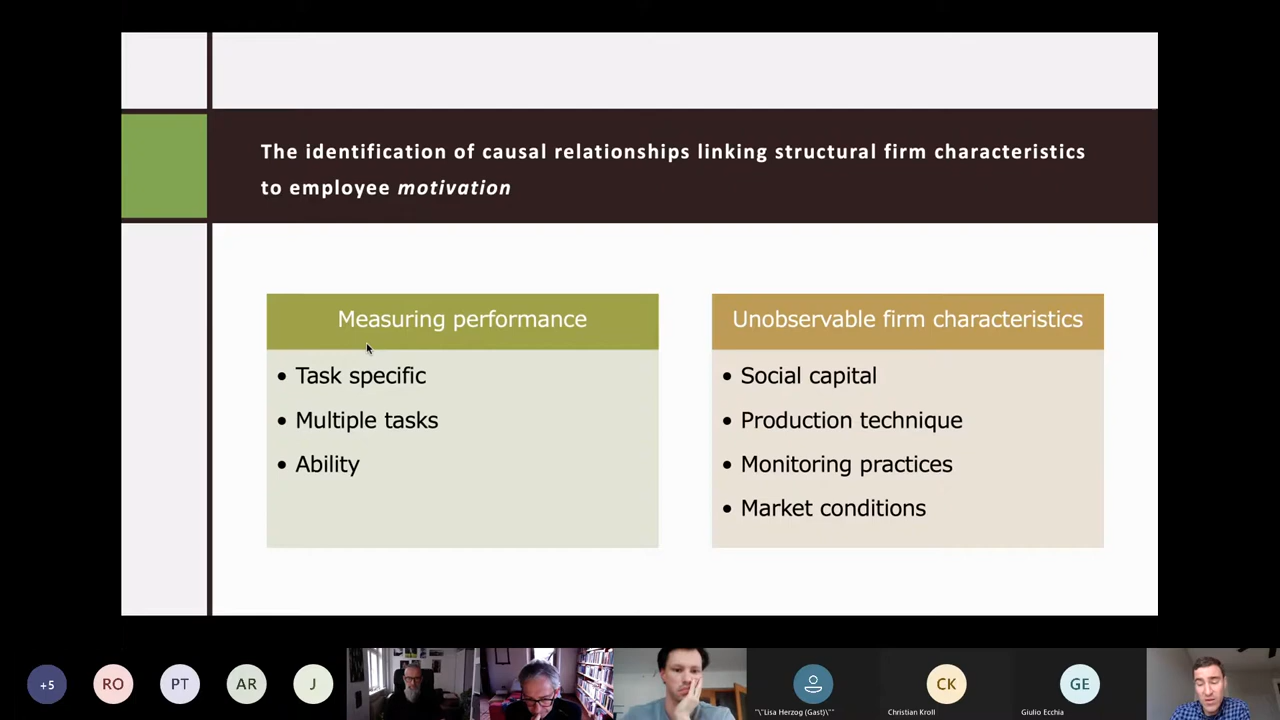 The identification of causal relationships linking structural firm characteristics
to employee motivation
Measuring performance
• Task specific
• Multiple tasks
• Ability
Unobservable firm characteristics
• Social capital
• Production technique
• Monitoring practices
• Market conditions
+5
RO
PT
AR
J
"\"Lisa Herzog (Gast)\""
CK
Christian Kroll
GE
Giulio Ecchia